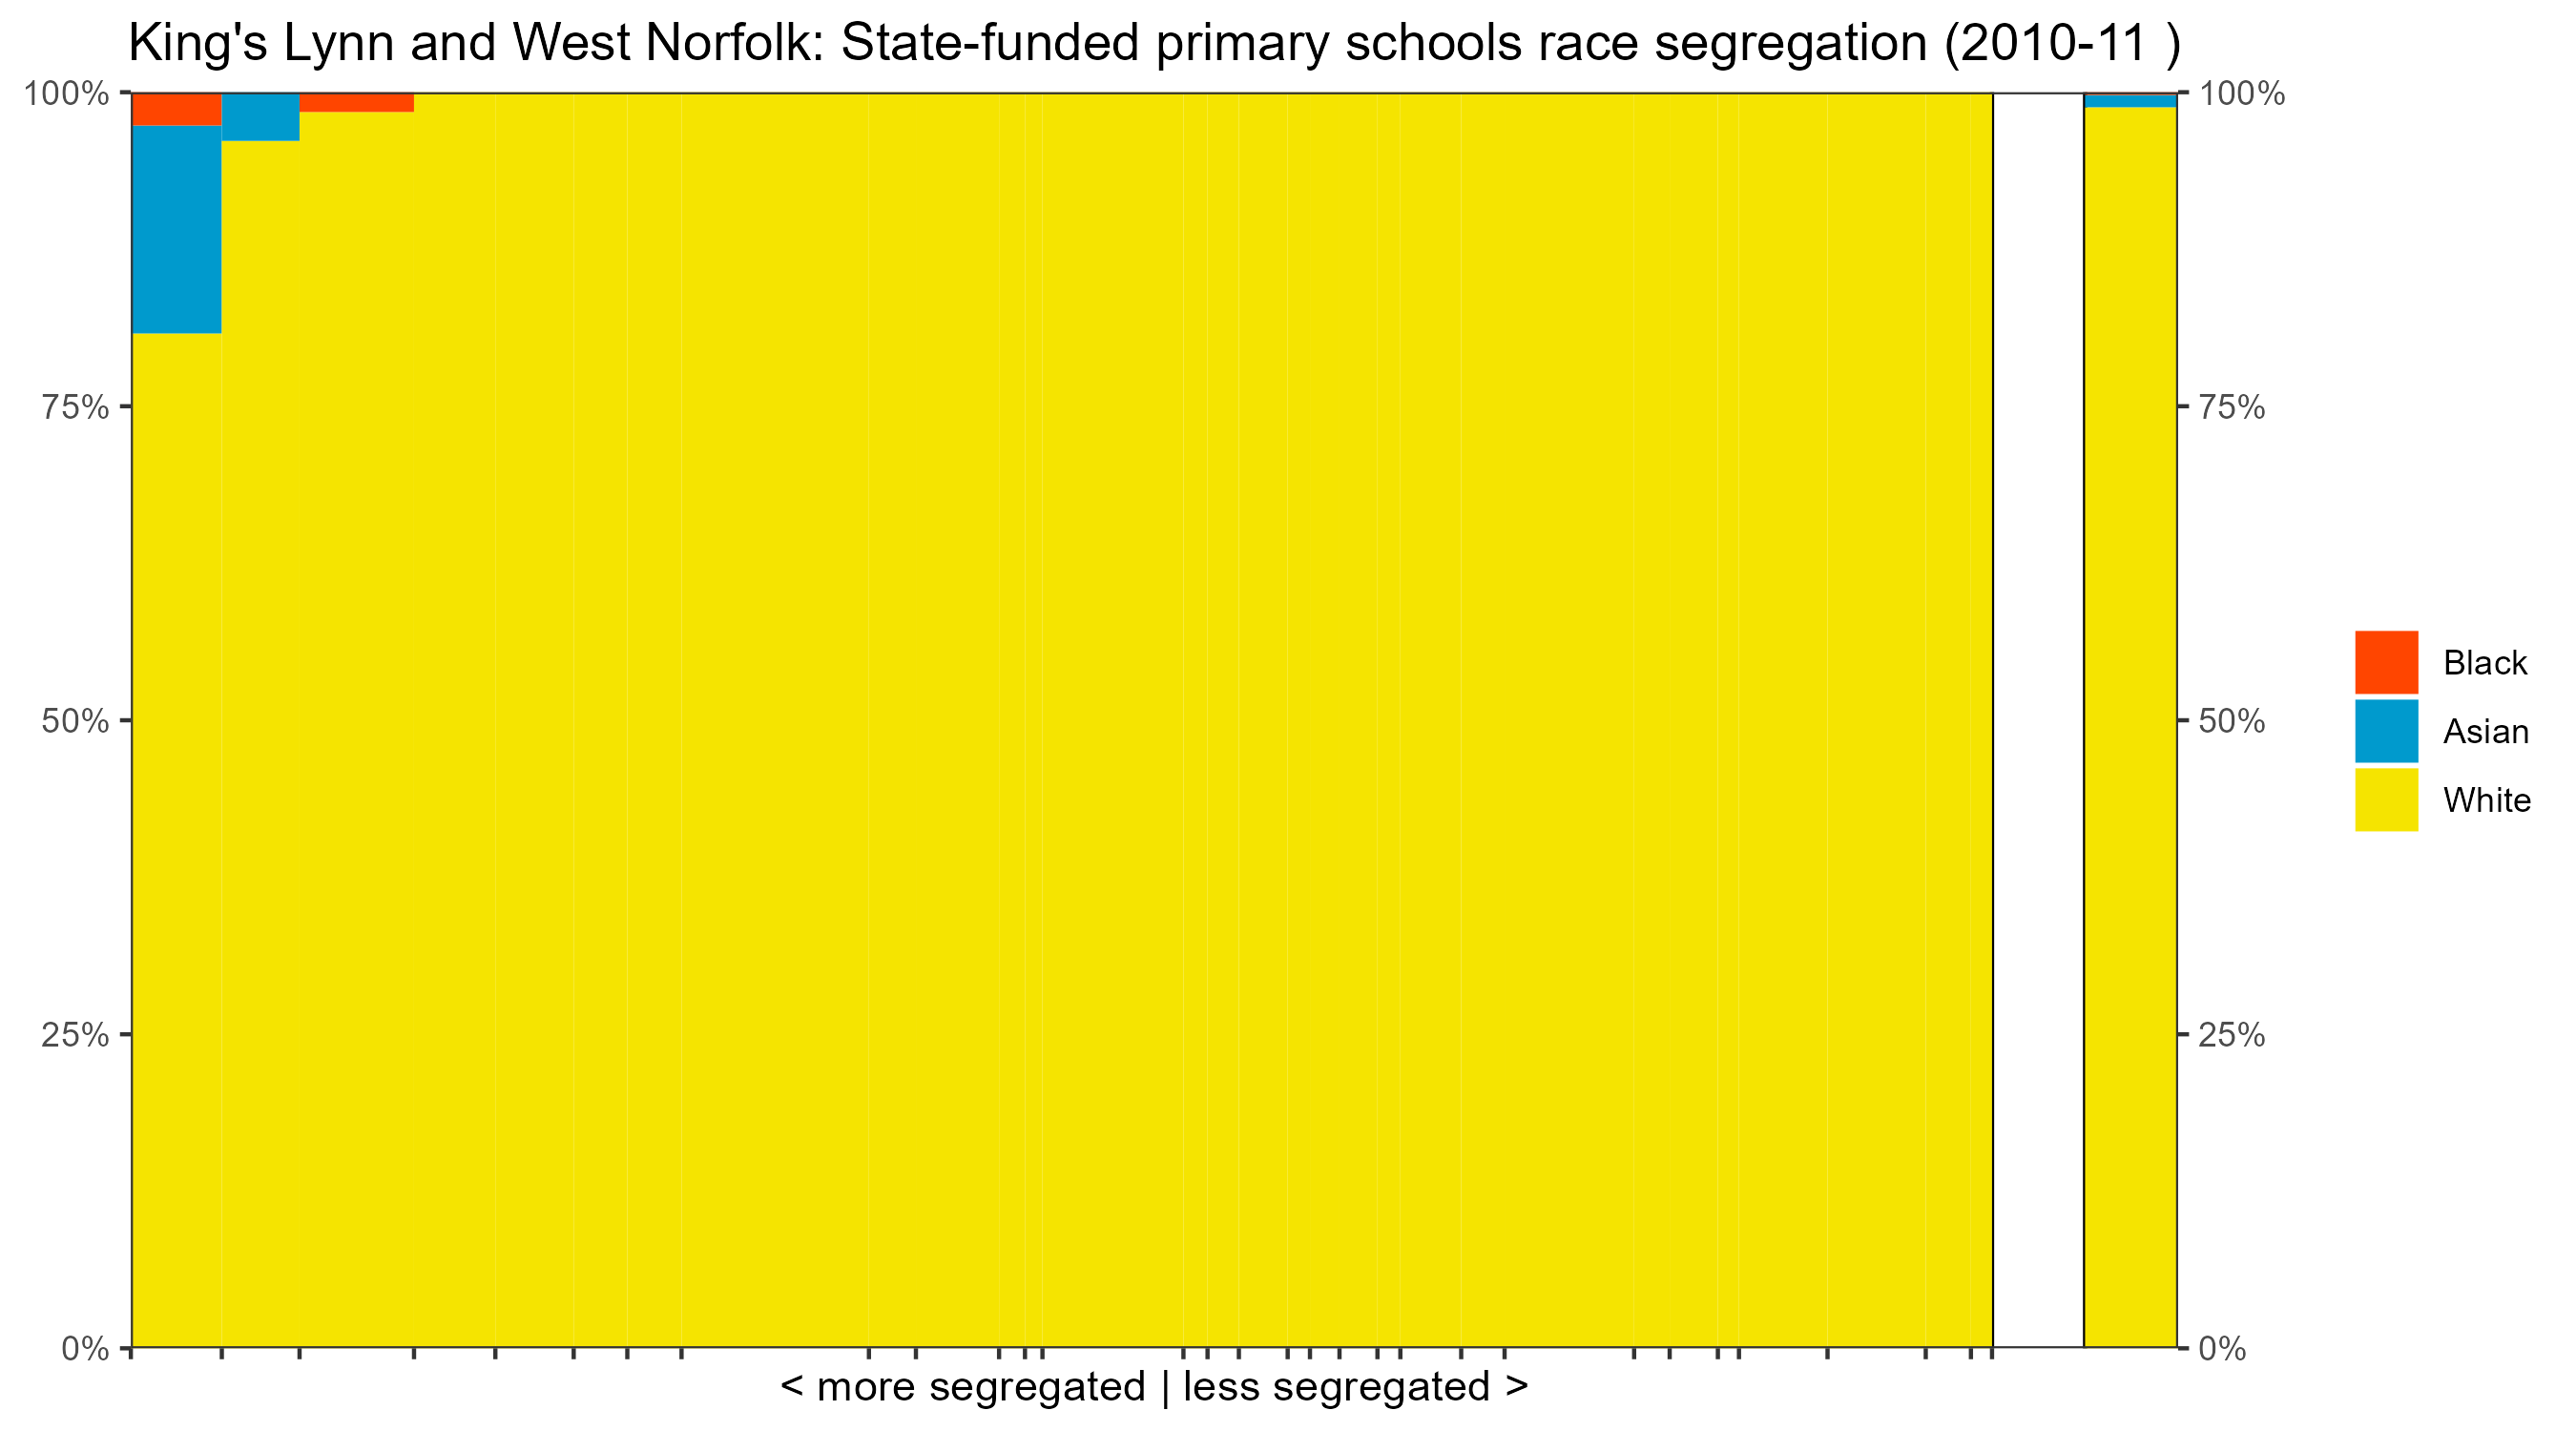 King's Lynn and West Norfolk: State-funded primary schools race segregation (2010-11 )
100%
75%
50%
25%
0%
100%
75%
50%
25%
0%
Black
Asian
White
< more segregated | less segregated >